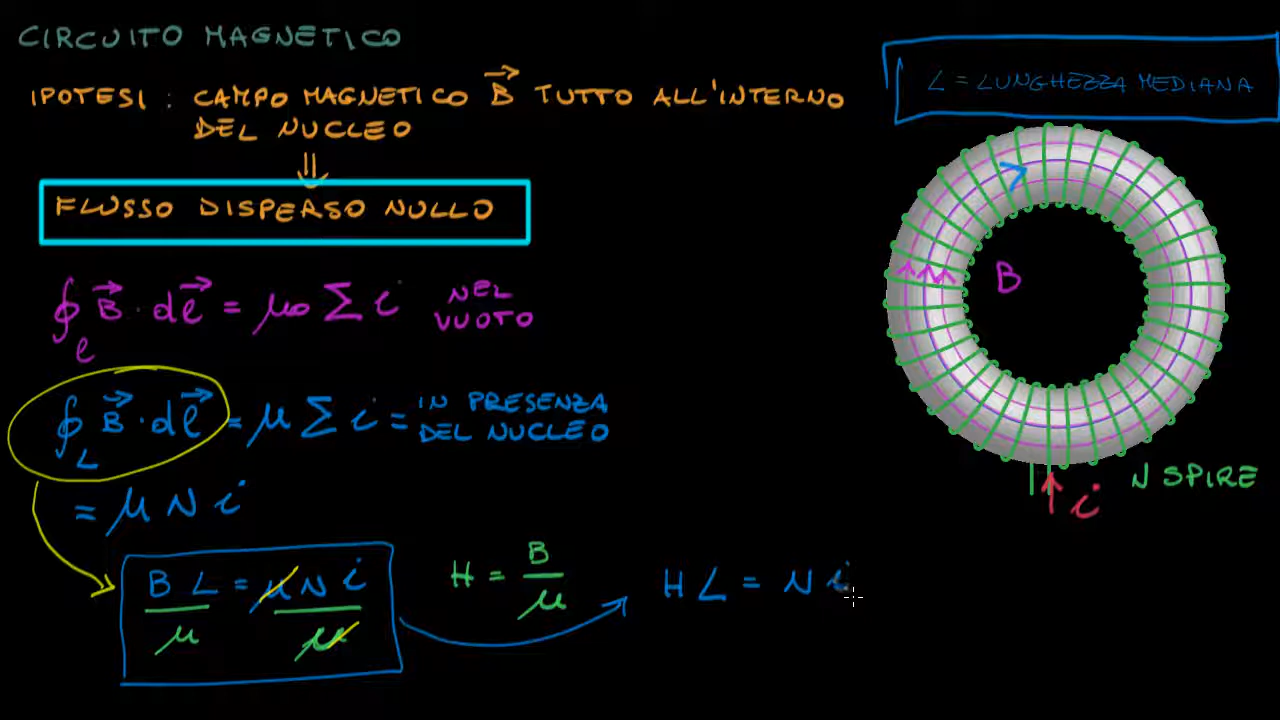 CIRCUITO MAGNETICO
L = LUNGHEZZA MEDIANA
IPOTESI : CAMPO MAGNETICO B⃗ TUTTO ALL'INTERNO
DEL NUCLEO
⇓
FLUSSO DISPERSO NULLO
∮ₗ B⃗ · dl⃗ = μ₀ Σ i NEL VUOTO
∮_L B⃗ · dl⃗ = μ Σ i = IN PRESENZA DEL NUCLEO
= μ N i
B L / μ = μ N i / μ
H = B / μ
H L = N i
B
N SPIRE
i